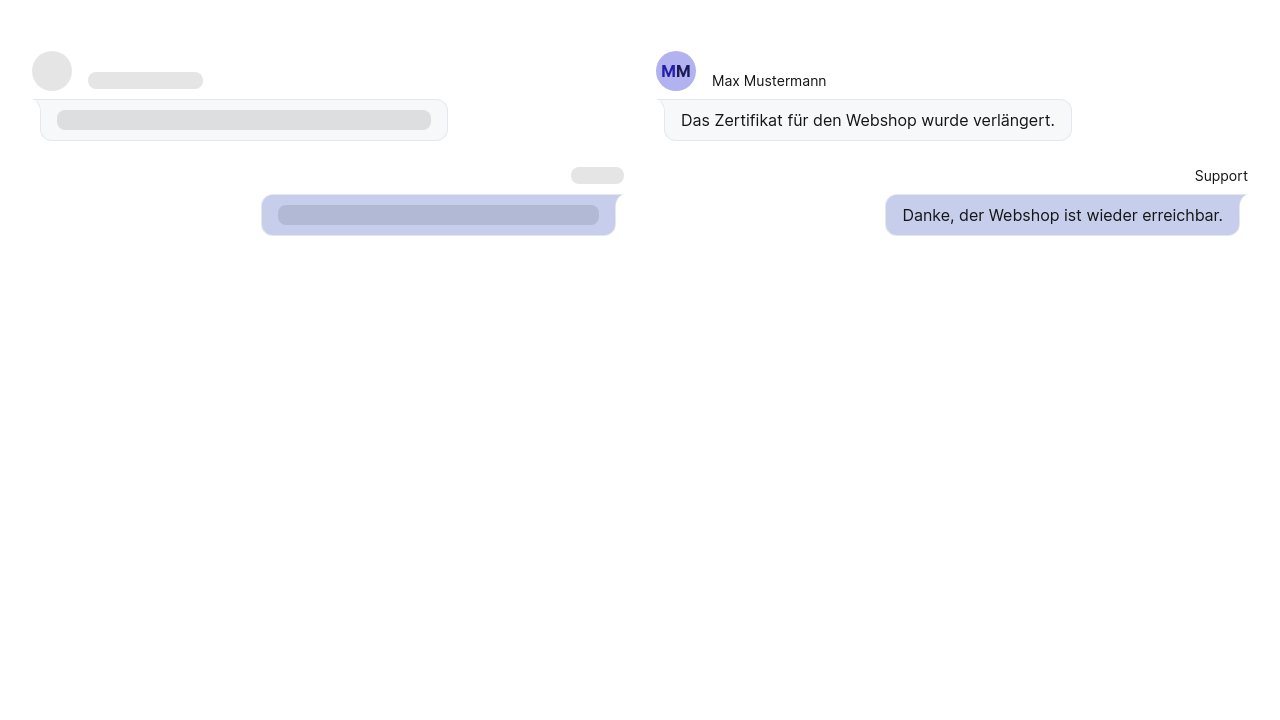 MM
Max Mustermann
Das Zertifikat für den Webshop wurde verlängert.
Support
Danke, der Webshop ist wieder erreichbar.